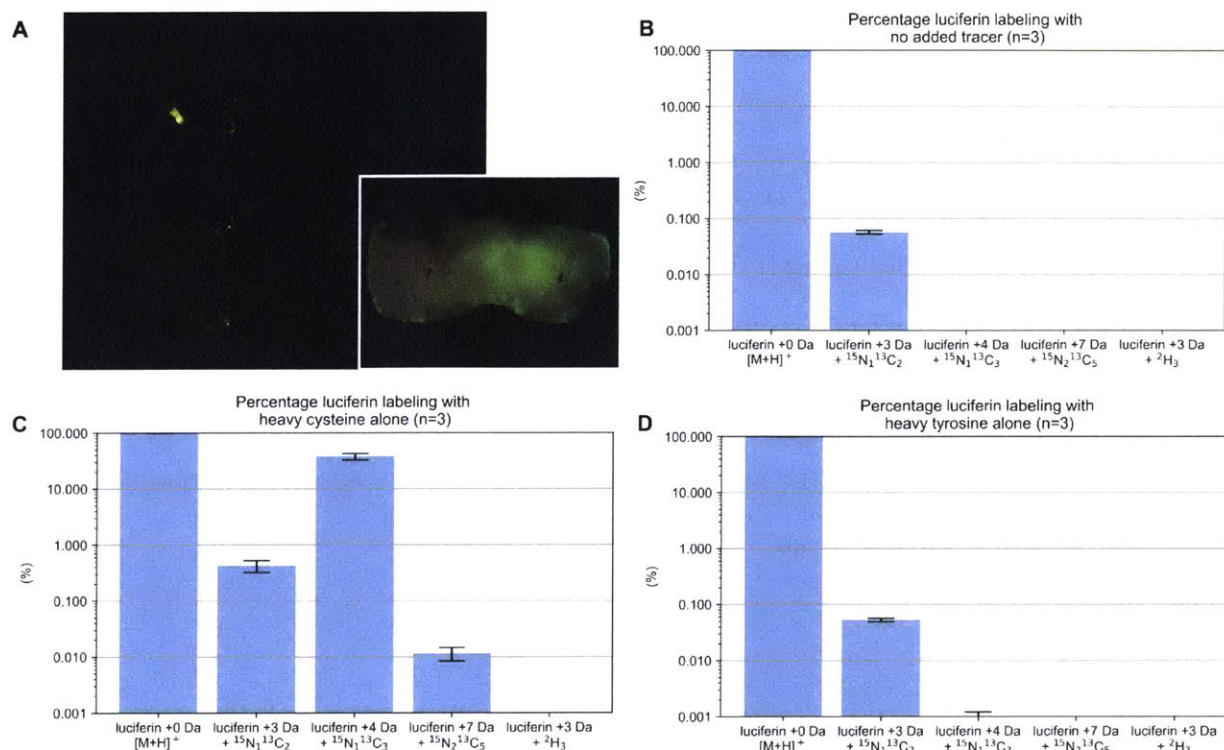 A
B
Percentage luciferin labeling with
no added tracer (n=3)
100.000
10.000
1.000
0.100
0.010
0.001
(%)
luciferin +0 Da
[M+H]⁺
luciferin +3 Da
+ ¹⁵N₁¹³C₂
luciferin +4 Da
+ ¹⁵N₁¹³C₃
luciferin +7 Da
+ ¹⁵N₂¹³C₅
luciferin +3 Da
+ ²H₃
C
Percentage luciferin labeling with
heavy cysteine alone (n=3)
100.000
10.000
1.000
0.100
0.010
0.001
(%)
luciferin +0 Da
[M+H]⁺
luciferin +3 Da
+ ¹⁵N₁¹³C₂
luciferin +4 Da
+ ¹⁵N₁¹³C₃
luciferin +7 Da
+ ¹⁵N₂¹³C₅
luciferin +3 Da
+ ²H₃
D
Percentage luciferin labeling with
heavy tyrosine alone (n=3)
100.000
10.000
1.000
0.100
0.010
0.001
(%)
luciferin +0 Da
[M+H]⁺
luciferin +3 Da
luciferin +4 Da
luciferin +7 Da
luciferin +3 Da